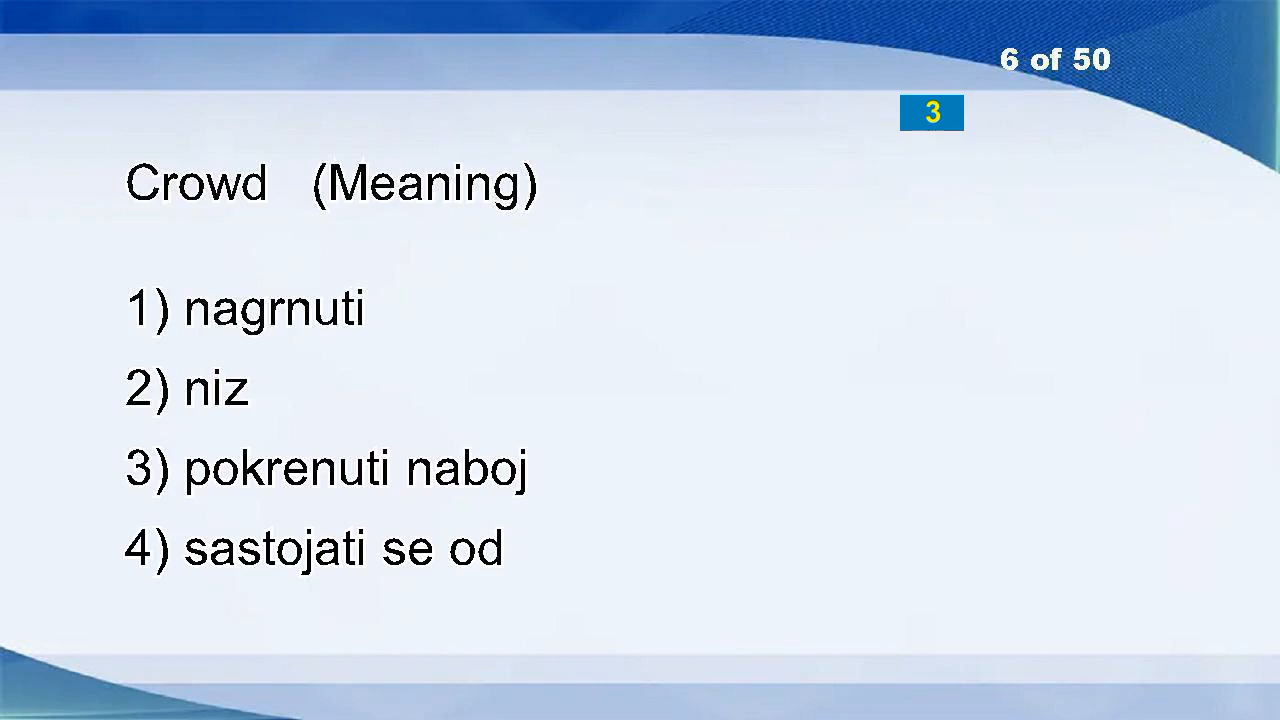 6 of 50
3
Crowd (Meaning)
1) nagrnuti
2) niz
3) pokrenuti naboj
4) sastojati se od